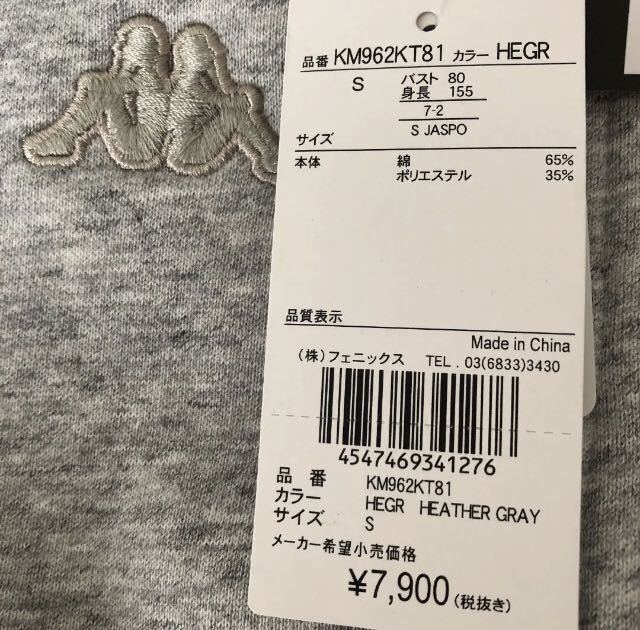 品番 KM962KT81 カラー HEGR
S バスト 80
身長 155
7-2
S JASPO
サイズ
本体 綿 65%
ポリエステル 35%
品質表示
Made in China
(株)フェニックス TEL . 03(6833)3430
4547469341276
品 番 KM962KT81
カラー HEGR HEATHER GRAY
サイズ S
メーカー希望小売価格
¥7,900(税抜き)